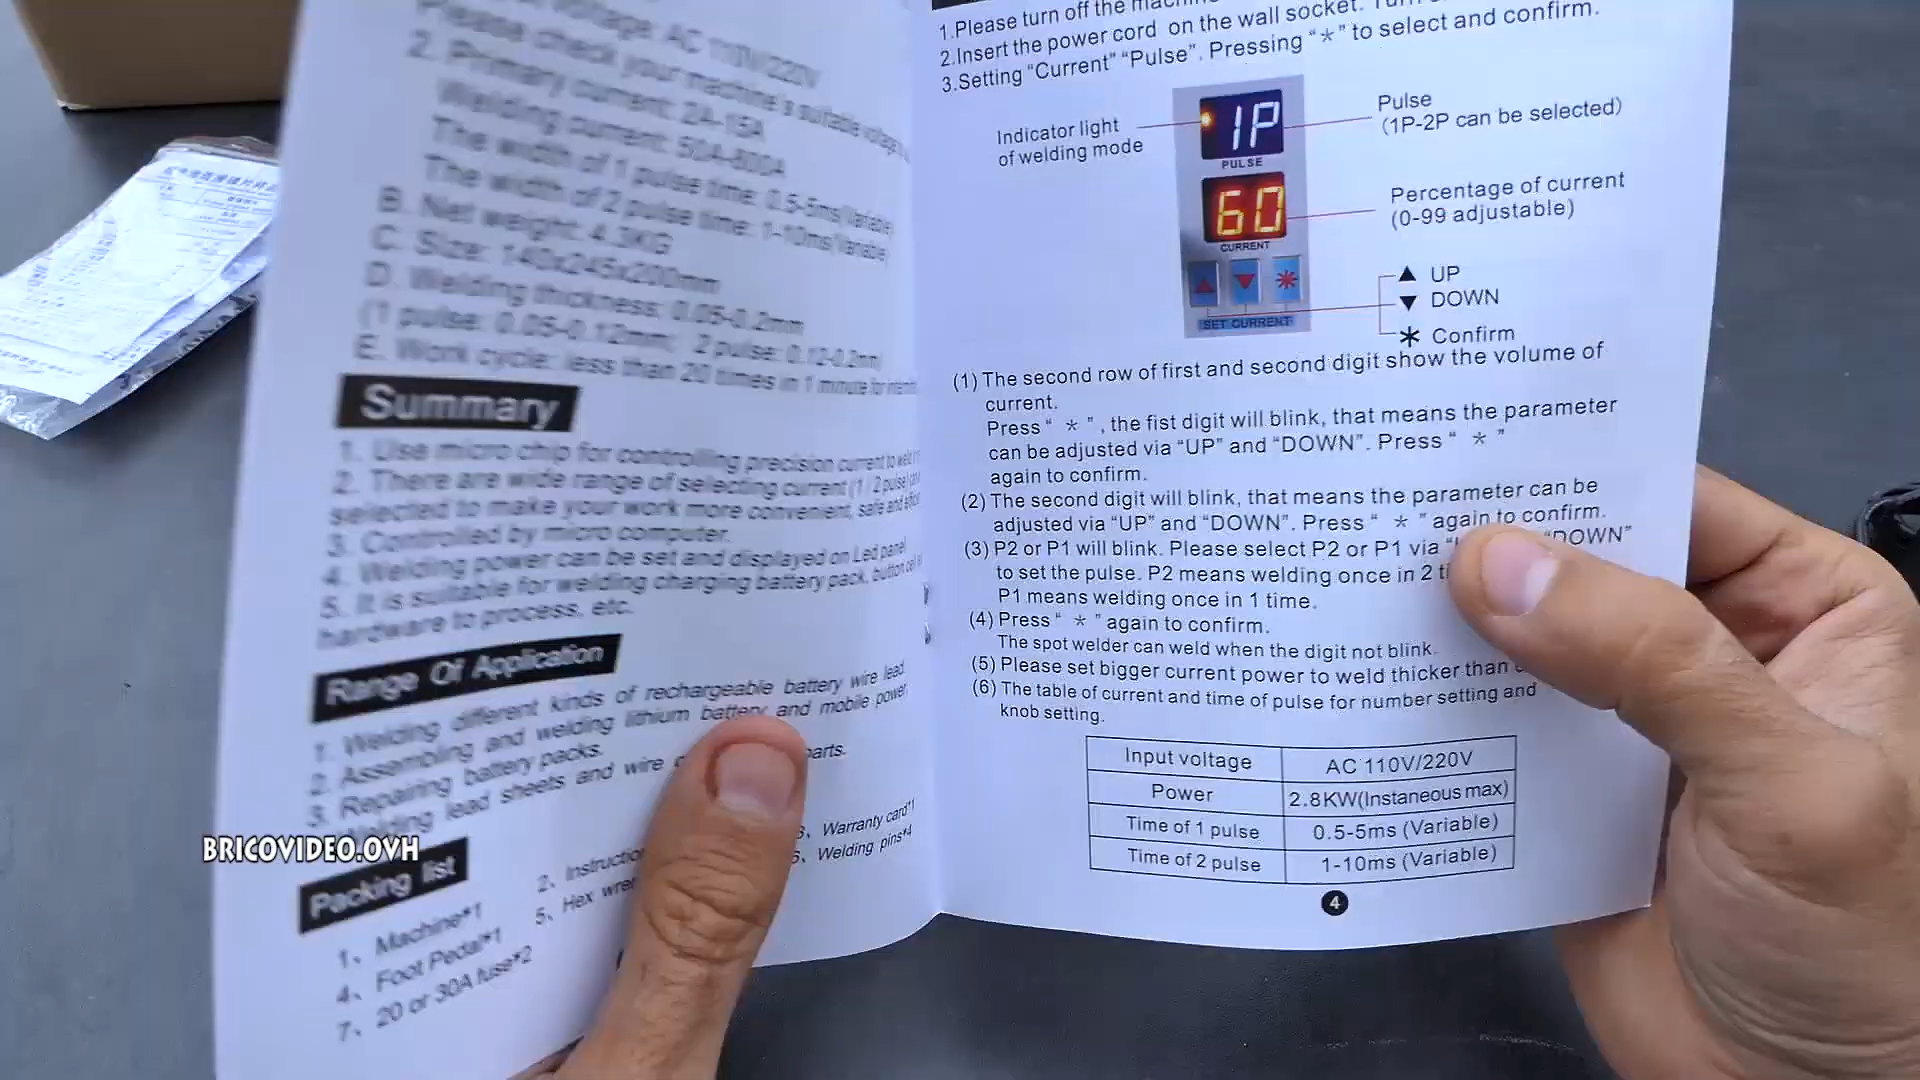 Voltage: AC 110V/220V
Please check your machine's suitable voltage
2. Primary current: 2A-15A
Welding current: 50A-800A
The width of 1 pulse time: 0.5-5ms(Variable)
The width of 2 pulse time: 1-10ms(Variable)
B. Net weight: 4.3KG
C. Size: 140x245x200mm
D. Welding thickness: 0.05-0.2mm
(1 pulse: 0.05-0.12mm; 2 pulse: 0.12-0.2mm)
E. Work cycle: less than 20 times in 1 minute for
Summary
1. Use micro chip for controlling precision current to weld
2. There are wide range of selecting current (1/2 pulse)
selected to make your work more convenient, safe and
3. Controlled by micro computer.
4. Welding power can be set and displayed on Led panel
5. It is suitable for welding charging battery pack, button cell
hardware to process, etc.
Range Of Application
1. Welding different kinds of rechargeable battery wire lead.
2. Assembling and welding lithium battery and mobile power
3. Repairing battery packs.
Welding lead sheets and wire parts.
Packing list
1、Machine*1
2、Instruction
3、Warranty card*1
4、Foot Pedal*1
5、Hex
6、Welding pins*4
7、20 or 30A fuse*2
1.Please turn off the machine
2.Insert the power cord on the wall socket.
3.Setting “Current” “Pulse”. Pressing “*” to select and confirm.
Indicator light
of welding mode
1P
PULSE
60
CURRENT
SET CURRENT
Pulse
(1P-2P can be selected)
Percentage of current
(0-99 adjustable)
▲ UP
▼ DOWN
* Confirm
(1) The second row of first and second digit show the volume of
current.
Press “ * ”, the fist digit will blink, that means the parameter
can be adjusted via “UP” and “DOWN”. Press “ * ”
again to confirm.
(2) The second digit will blink, that means the parameter can be
adjusted via “UP” and “DOWN”. Press “ * ” again to confirm.
(3) P2 or P1 will blink. Please select P2 or P1 via “DOWN”
to set the pulse. P2 means welding once in 2
P1 means welding once in 1 time.
(4) Press “ * ” again to confirm.
The spot welder can weld when the digit not blink.
(5) Please set bigger current power to weld thicker than
(6) The table of current and time of pulse for number setting and
knob setting.
Input voltage AC 110V/220V
Power 2.8KW(Instaneous max)
Time of 1 pulse 0.5-5ms (Variable)
Time of 2 pulse 1-10ms (Variable)
4
BRICOVIDEO.OVH